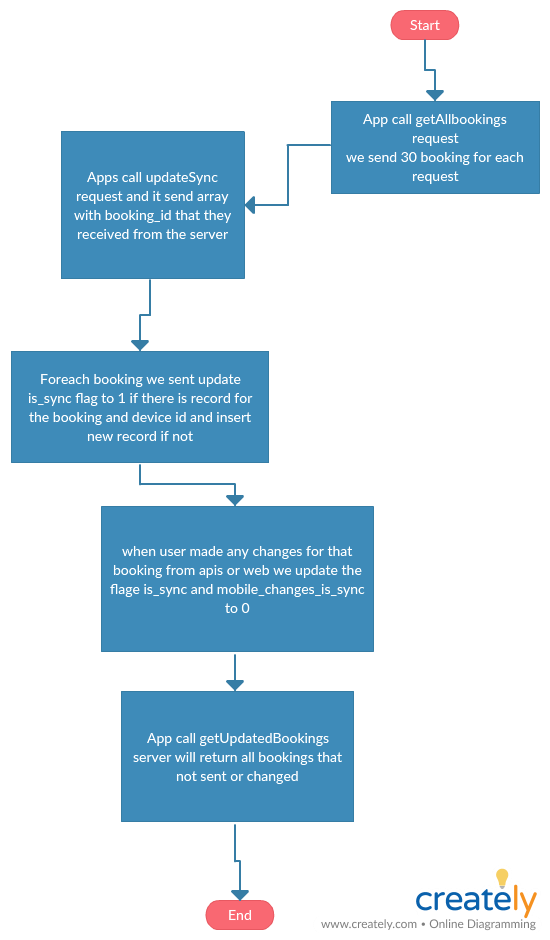 Start
App call getAllbookings
request
we send 30 booking for each
request
Apps call updateSync
request and it send array
with booking_id that they
received from the server
Foreach booking we sent update
is_sync flag to 1 if there is record for
the booking and device id and insert
new record if not
when user made any changes for that
booking from apis or web we update the
flage is_sync and mobile_changes_is_sync
to 0
App call getUpdatedBookings
server will return all bookings that
not sent or changed
End
creately
www.creately.com • Online Diagramming